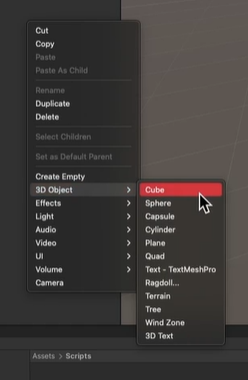 Cut
Copy
Paste
Paste As Child
Rename
Duplicate
Delete
Select Children
Set as Default Parent
Create Empty
3D Object
Effects
Light
Audio
Video
UI
Volume
Camera
Cube
Sphere
Capsule
Cylinder
Plane
Quad
Text - TextMeshPro
Ragdoll...
Terrain
Tree
Wind Zone
3D Text
Assets > Scripts